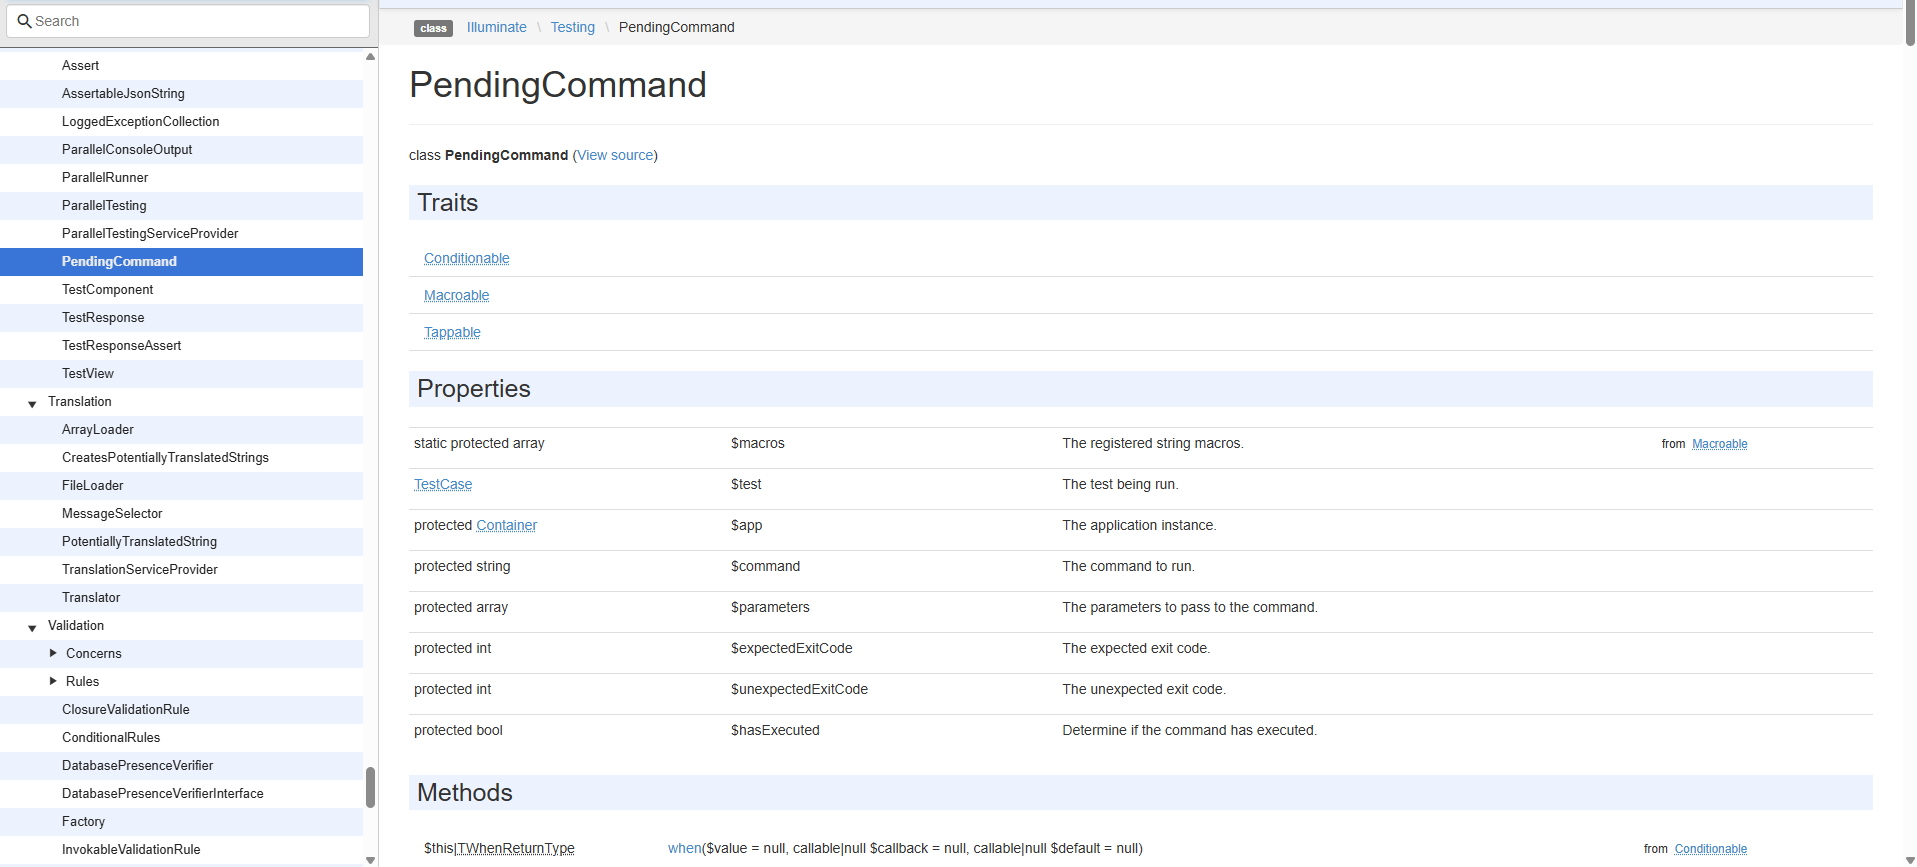 Search
Assert
AssertableJsonString
LoggedExceptionCollection
ParallelConsoleOutput
ParallelRunner
ParallelTesting
ParallelTestingServiceProvider
PendingCommand
TestComponent
TestResponse
TestResponseAssert
TestView
Translation
ArrayLoader
CreatesPotentiallyTranslatedStrings
FileLoader
MessageSelector
PotentiallyTranslatedString
TranslationServiceProvider
Translator
Validation
Concerns
Rules
ClosureValidationRule
ConditionalRules
DatabasePresenceVerifier
DatabasePresenceVerifierInterface
Factory
InvokableValidationRule
class Illuminate \ Testing \ PendingCommand
PendingCommand
class PendingCommand (View source)
Traits
Conditionable
Macroable
Tappable
Properties
static protected array $macros The registered string macros. from Macroable
TestCase $test The test being run.
protected Container $app The application instance.
protected string $command The command to run.
protected array $parameters The parameters to pass to the command.
protected int $expectedExitCode The expected exit code.
protected int $unexpectedExitCode The unexpected exit code.
protected bool $hasExecuted Determine if the command has executed.
Methods
$this|TWhenReturnType when($value = null, callable|null $callback = null, callable|null $default = null) from Conditionable